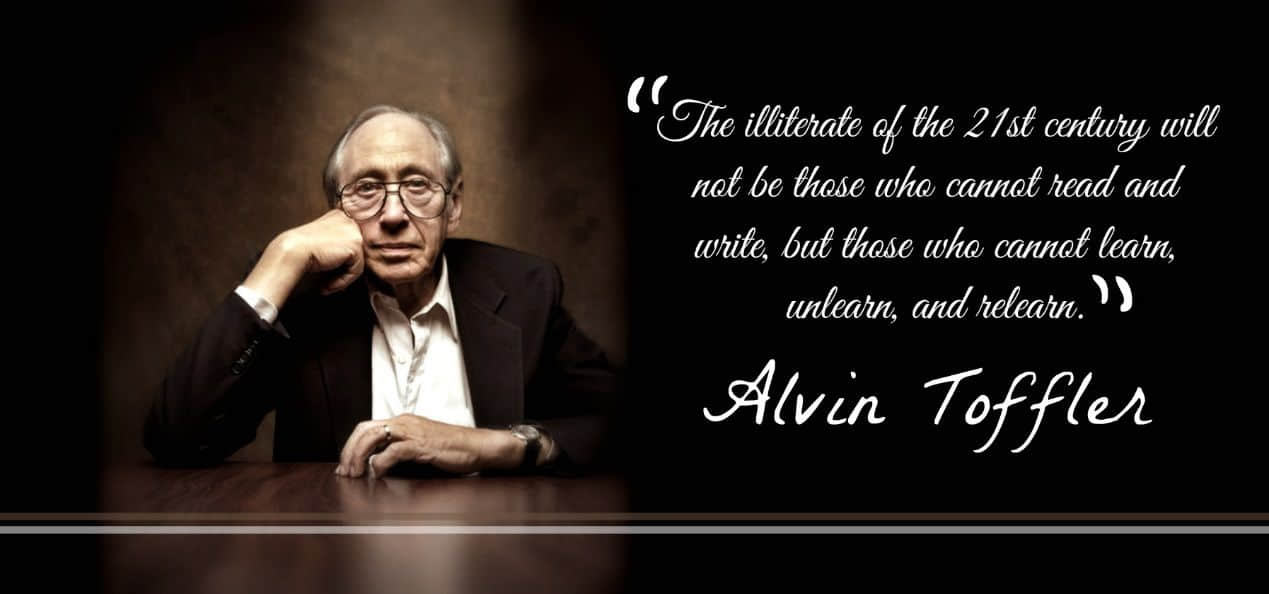 “The illiterate of the 21st century will
not be those who cannot read and
write, but those who cannot learn,
unlearn, and relearn.”
Alvin Toffler